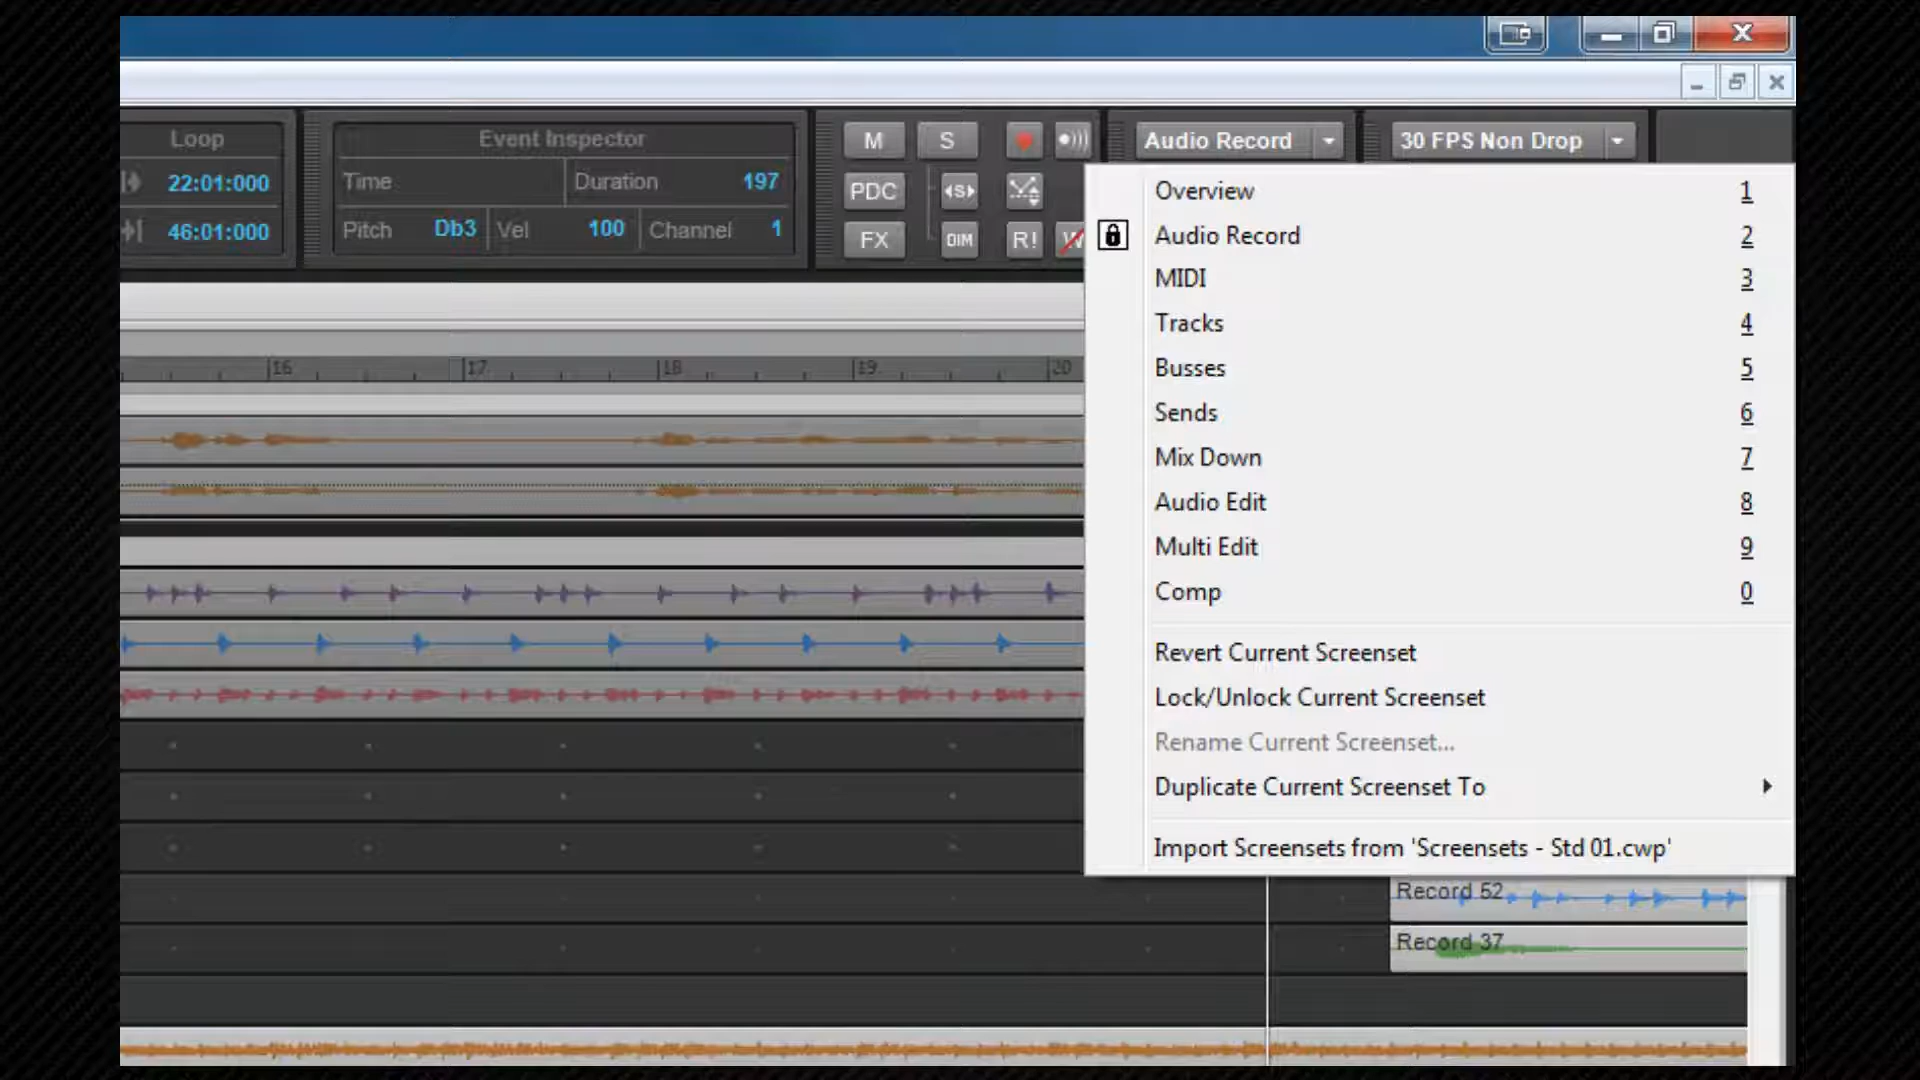 Loop
22:01:000
46:01:000
Event Inspector
Time
Duration 197
Pitch Db3 Vel 100 Channel 1
M S
PDC
FX
S
DIM
R!
Audio Record
30 FPS Non Drop
16 17 18 19 20
Overview 1
Audio Record 2
MIDI 3
Tracks 4
Busses 5
Sends 6
Mix Down 7
Audio Edit 8
Multi Edit 9
Comp 0
Revert Current Screenset
Lock/Unlock Current Screenset
Rename Current Screenset...
Duplicate Current Screenset To
Import Screensets from 'Screensets - Std 01.cwp'
Record 52
Record 37